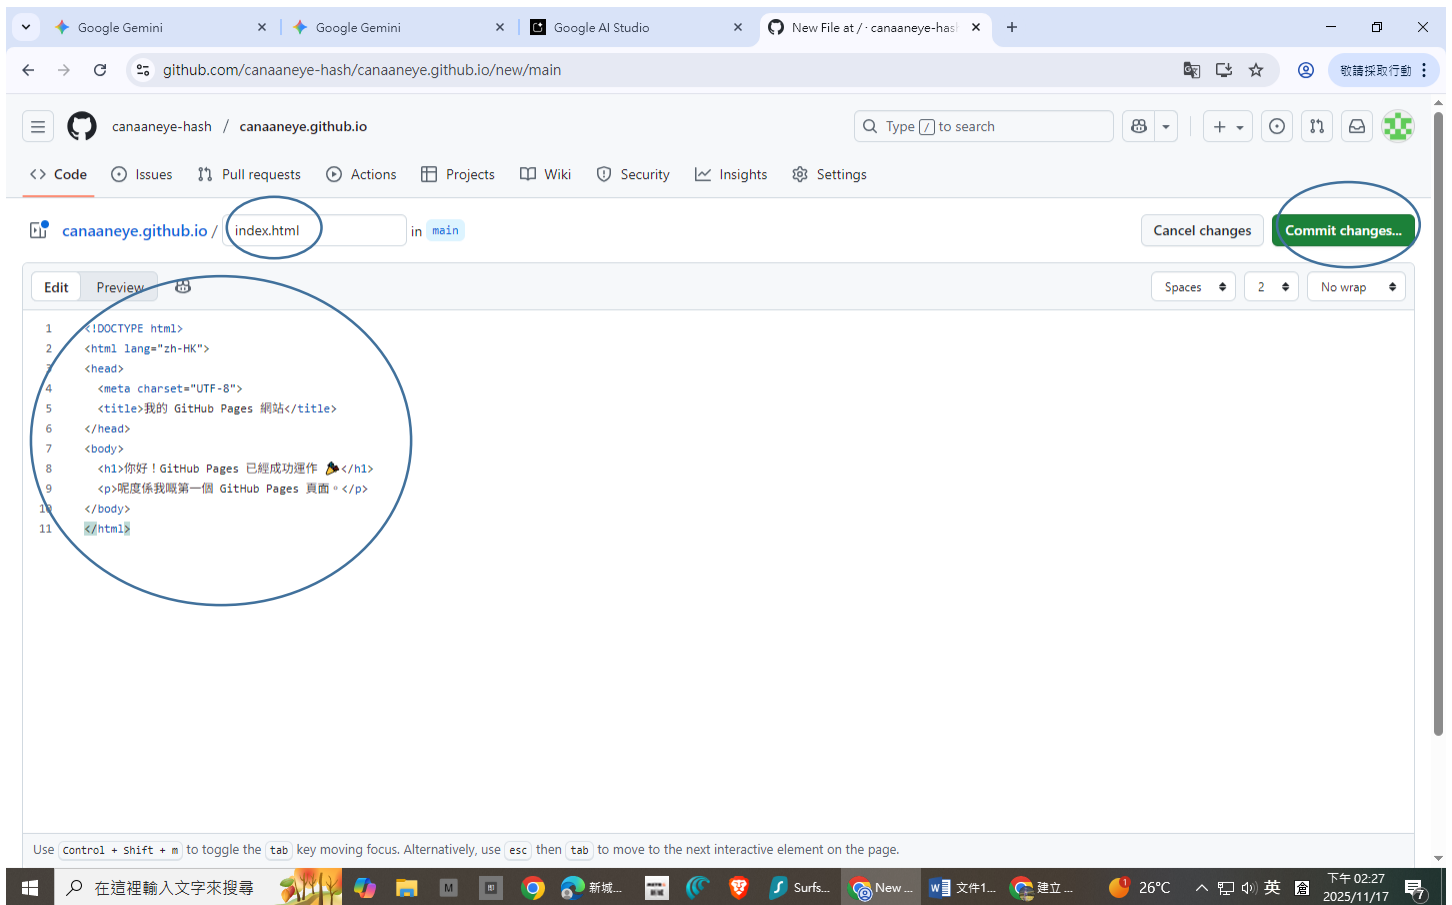 Google Gemini
Google Gemini
Google AI Studio
New File at / · canaaneye-hash
github.com/canaaneye-hash/canaaneye.github.io/new/main
敬請採取行動
canaaneye-hash / canaaneye.github.io
Type / to search
Code
Issues
Pull requests
Actions
Projects
Wiki
Security
Insights
Settings
canaaneye.github.io / index.html in main
Cancel changes
Commit changes...
Edit
Preview
Spaces
2
No wrap
1 <!DOCTYPE html>
2 <html lang="zh-HK">
3 <head>
4 <meta charset="UTF-8">
5 <title>我的 GitHub Pages 網站</title>
6 </head>
7 <body>
8 <h1>你好！GitHub Pages 已經成功運作 🎉</h1>
9 <p>呢度係我嘅第一個 GitHub Pages 頁面。</p>
10 </body>
11 </html>
Use Control + Shift + m to toggle the tab key moving focus. Alternatively, use esc then tab to move to the next interactive element on the page.
在這裡輸入文字來搜尋
新城...
Surfs...
New ...
文件1...
建立 ...
1
26°C
英
倉
下午 02:27
2025/11/17
7